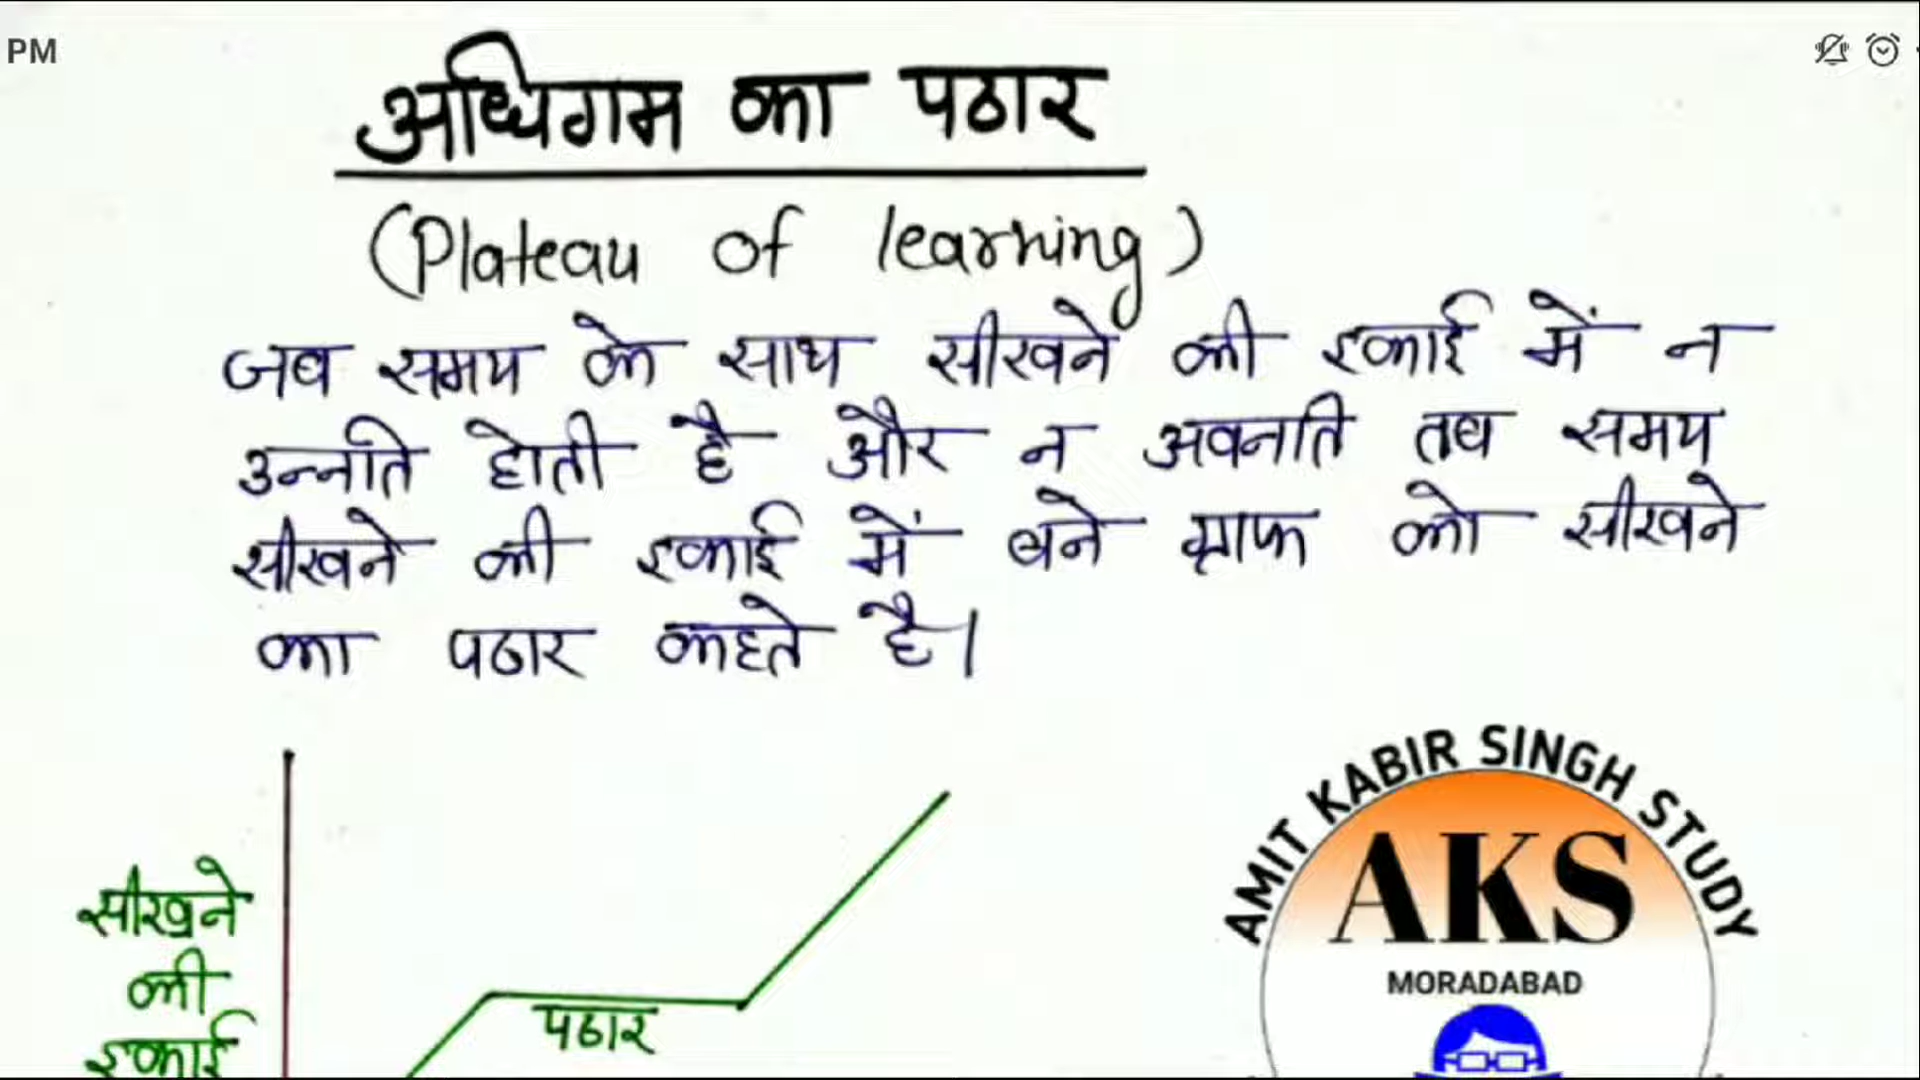 PM
अधिगम का पठार
(Plateau of learning)
जब समय के साथ सीखने की इकाई में न
उन्नति होती है और न अवनति तब समय
सीखने की इकाई में बने ग्राफ को सीखने
का पठार कहते है।
सीखने
की
इकाई
पठार
AMIT KABIR SINGH STUDY
AKS
MORADABAD